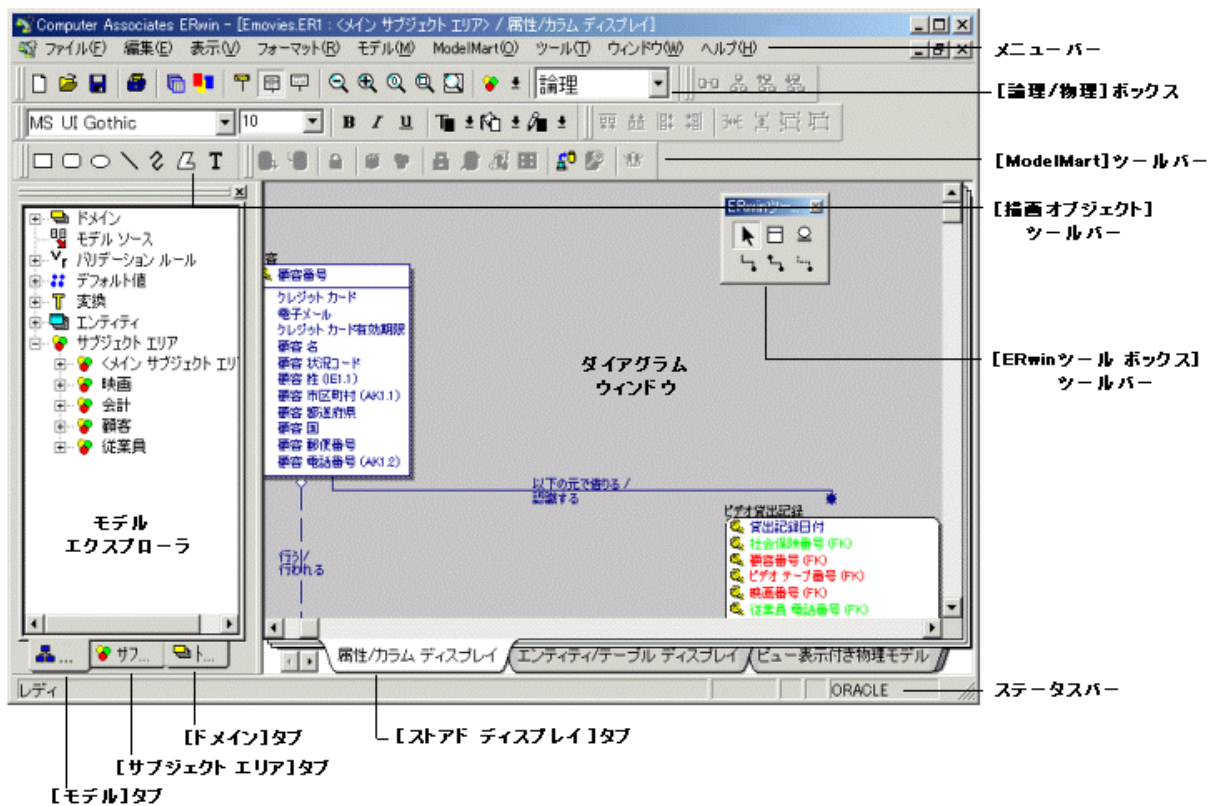 Computer Associates ERwin - [Emovies.ER1 : <メイン サブジェクト エリア> / 属性/カラム ディスプレイ]
ファイル(F) 編集(E) 表示(V) フォーマット(R) モデル(M) ModelMart(O) ツール(T) ウィンドウ(W) ヘルプ(H)
メニューバー
論理
[論理/物理]ボックス
MS UI Gothic 10 B I U
T
[ModelMart]ツールバー
[描画オブジェクト]
ツールバー
ERwinツー...
[ERwinツール ボックス]
ツールバー
ドメイン
モデル ソース
バリデーション ルール
デフォルト値
変換
エンティティ
サブジェクト エリア
<メイン サブジェクト エリ
映画
会計
顧客
従業員
モデル
エクスプローラ
客
顧客番号
クレジット カード
電子メール
クレジット カード有効期限
顧客 名
顧客 状況コード
顧客 姓 (IE1.1)
顧客 市区町村 (AK1.1)
顧客 都道府県
顧客 国
顧客 郵便番号
顧客 電話番号 (AK1.2)
ダイアグラム
ウィンドウ
以下の元で借りる /
認識する
行う/
行われる
ビデオ貸出記録
貸出記録日付
社会保険番号 (FK)
顧客番号 (FK)
ビデオ テープ番号 (FK)
映画番号 (FK)
従業員 電話番号 (FK)
... サブ... ド...
属性/カラム ディスプレイ エンティティ/テーブル ディスプレイ ビュー表示付き物理モデル
レディ ORACLE
ステータスバー
[ドメイン]タブ
[ストアド ディスプレイ]タブ
[サブジェクト エリア]タブ
[モデル]タブ